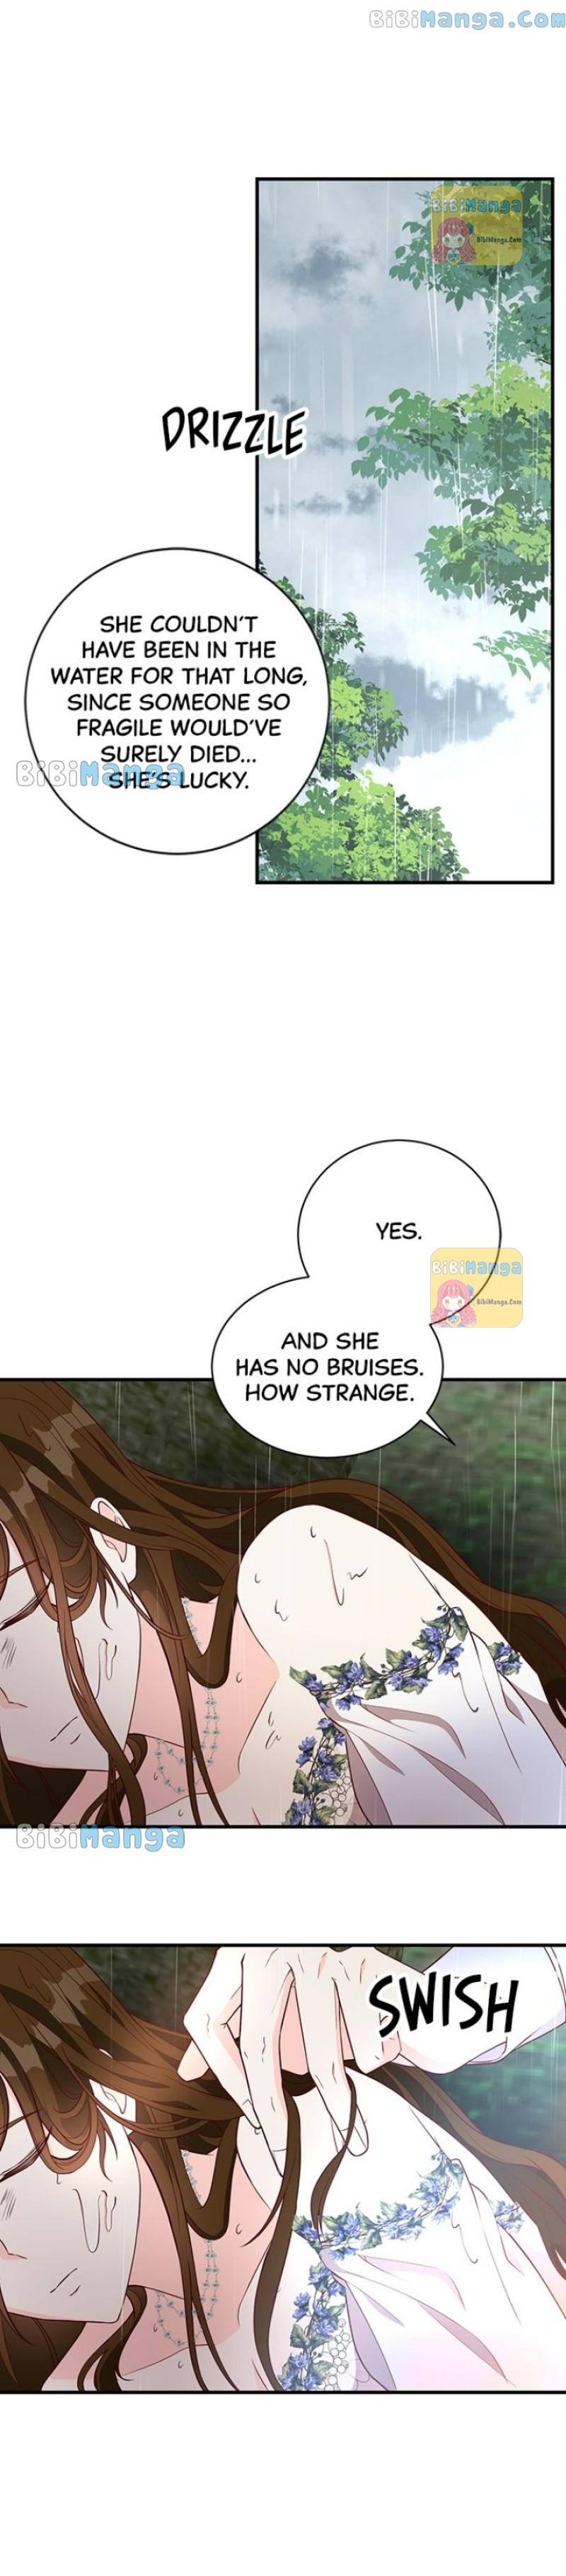 BiBiManga.Com
BiBiManga
BibiManga.Com
DRIZZLE
SHE COULDN'T
HAVE BEEN IN THE
WATER FOR THAT LONG,
SINCE SOMEONE SO
FRAGILE WOULD'VE
SURELY DIED...
SHE'S LUCKY.
BiBiManga
YES.
BiBiManga
BibiManga.Com
AND SHE
HAS NO BRUISES.
HOW STRANGE.
BiBiManga
SWISH